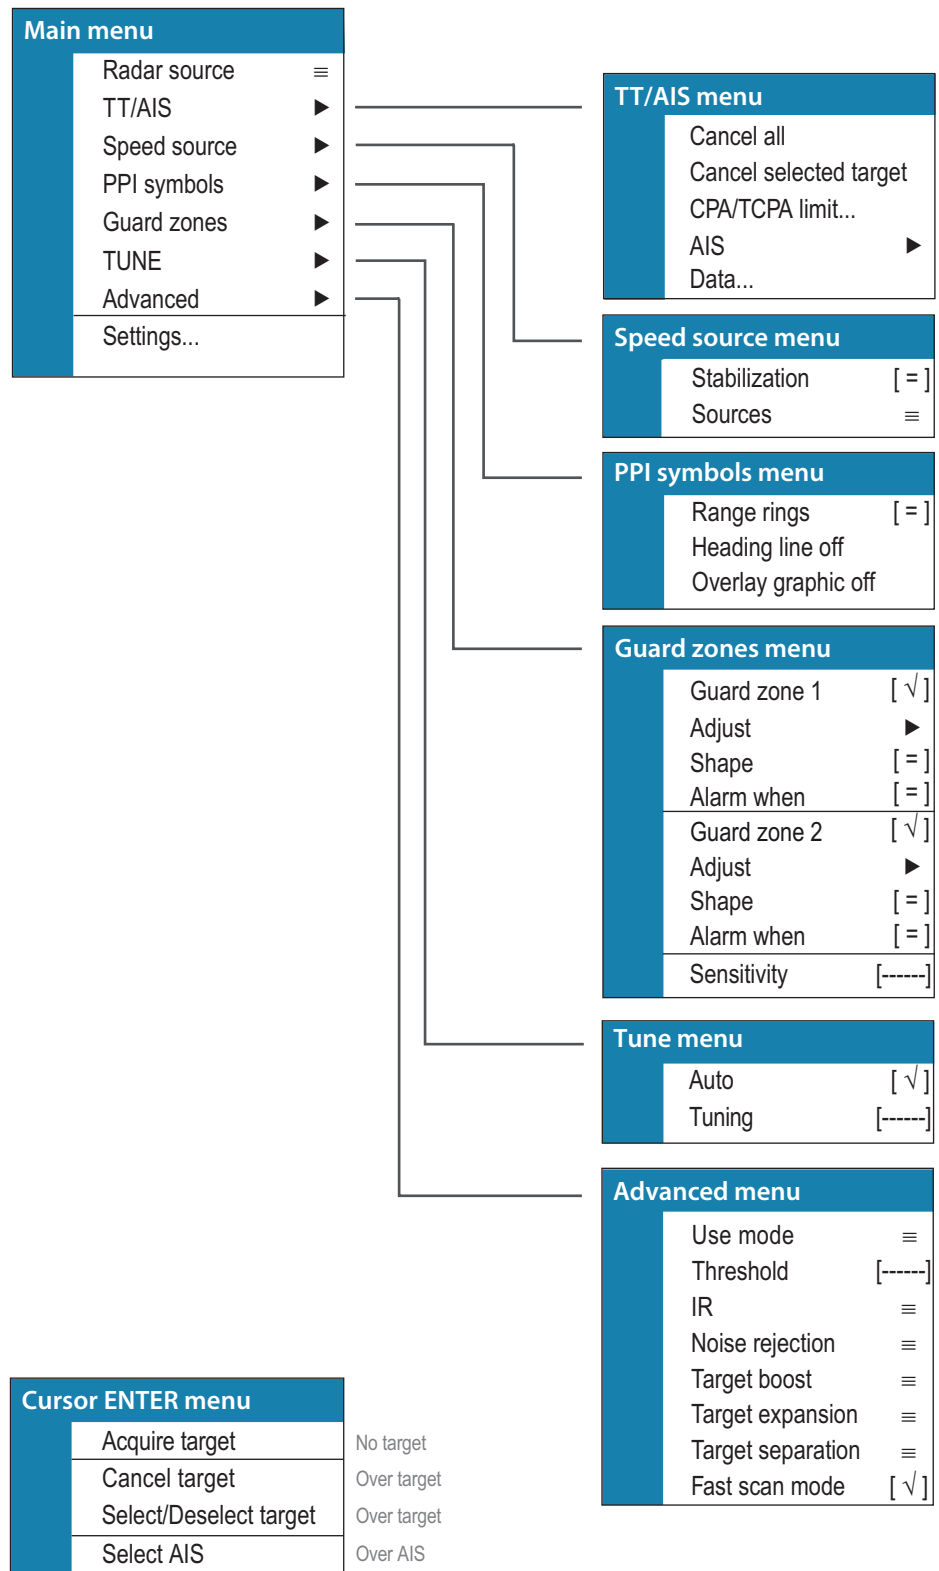 Main menu
Radar source ≡
TT/AIS ▶
Speed source ▶
PPI symbols ▶
Guard zones ▶
TUNE ▶
Advanced ▶
Settings...
TT/AIS menu
Cancel all
Cancel selected target
CPA/TCPA limit...
AIS ▶
Data...
Speed source menu
Stabilization [ = ]
Sources ≡
PPI symbols menu
Range rings [ = ]
Heading line off
Overlay graphic off
Guard zones menu
Guard zone 1 [ √ ]
Adjust ▶
Shape [ = ]
Alarm when [ = ]
Guard zone 2 [ √ ]
Adjust ▶
Shape [ = ]
Alarm when [ = ]
Sensitivity [------]
Tune menu
Auto [ √ ]
Tuning [------]
Advanced menu
Use mode ≡
Threshold [------]
IR ≡
Noise rejection ≡
Target boost ≡
Target expansion ≡
Target separation ≡
Fast scan mode [ √ ]
Cursor ENTER menu
Acquire target No target
Cancel target Over target
Select/Deselect target Over target
Select AIS Over AIS